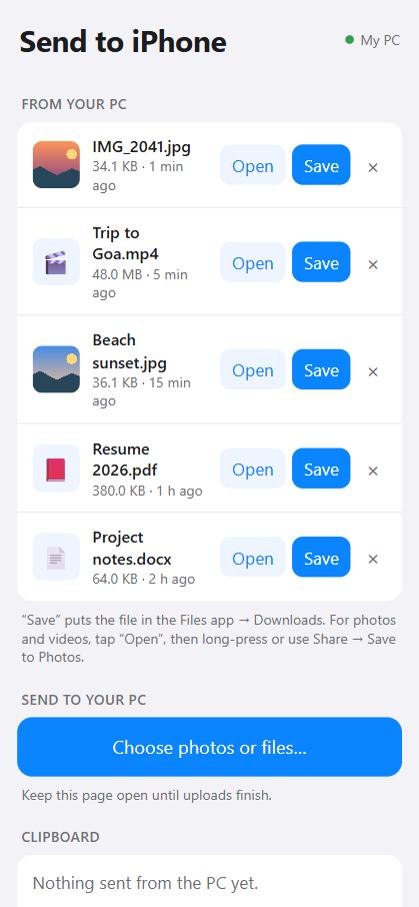 Send to iPhone
My PC
FROM YOUR PC
IMG_2041.jpg
34.1 KB · 1 min
ago
Open
Save
×
Trip to
Goa.mp4
48.0 MB · 5 min
ago
Open
Save
×
Beach
sunset.jpg
36.1 KB · 15 min
ago
Open
Save
×
Resume
2026.pdf
380.0 KB · 1 h ago
Open
Save
×
Project
notes.docx
64.0 KB · 2 h ago
Open
Save
×
“Save” puts the file in the Files app → Downloads. For photos
and videos, tap “Open”, then long-press or use Share → Save
to Photos.
SEND TO YOUR PC
Choose photos or files...
Keep this page open until uploads finish.
CLIPBOARD
Nothing sent from the PC yet.